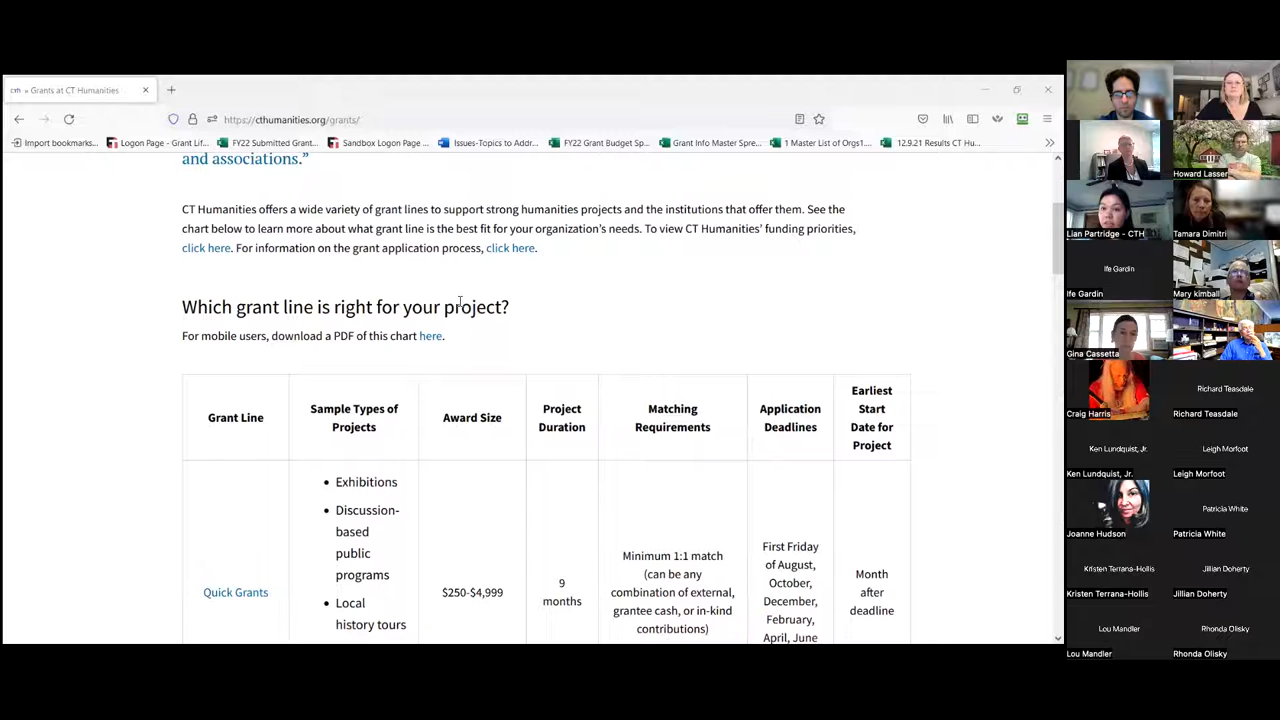 Grants at CT Humanities
https://cthumanities.org/grants/
Import bookmarks...
Logon Page - Grant Lif...
FY22 Submitted Grant...
Sandbox Logon Page ...
Issues-Topics to Addr...
FY22 Grant Budget Sp...
Grant Info Master Spre...
1 Master List of Orgs1....
12.9.21 Results CT Hu...
and associations.”
CT Humanities offers a wide variety of grant lines to support strong humanities projects and the institutions that offer them. See the
chart below to learn more about what grant line is the best fit for your organization’s needs. To view CT Humanities’ funding priorities,
click here. For information on the grant application process, click here.
Which grant line is right for your project?
For mobile users, download a PDF of this chart here.
Grant Line
Sample Types of
Projects
Award Size
Project
Duration
Matching
Requirements
Application
Deadlines
Earliest
Start
Date for
Project
Quick Grants
Exhibitions
Discussion-
based
public
programs
Local
history tours
$250-$4,999
9
months
Minimum 1:1 match
(can be any
combination of external,
grantee cash, or in-kind
contributions)
First Friday
of August,
October,
December,
February,
April, June
Month
after
deadline
Howard Lasser
Lian Partridge - CTH
Tamara Dimitri
Ife Gardin
Ife Gardin
Mary kimball
Gina Cassetta
Craig Harris
Richard Teasdale
Richard Teasdale
Ken Lundquist, Jr.
Ken Lundquist, Jr.
Leigh Morfoot
Leigh Morfoot
Joanne Hudson
Patricia White
Patricia White
Kristen Terrana-Hollis
Kristen Terrana-Hollis
Jillian Doherty
Jillian Doherty
Lou Mandler
Lou Mandler
Rhonda Olisky
Rhonda Olisky